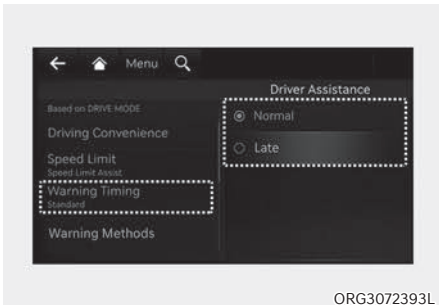 Menu
Driver Assistance
Based on DRIVE MODE
Driving Convenience
Speed Limit
Speed Limit Assist
Warning Timing
Standard
Warning Methods
Normal
Late
ORG3072393L